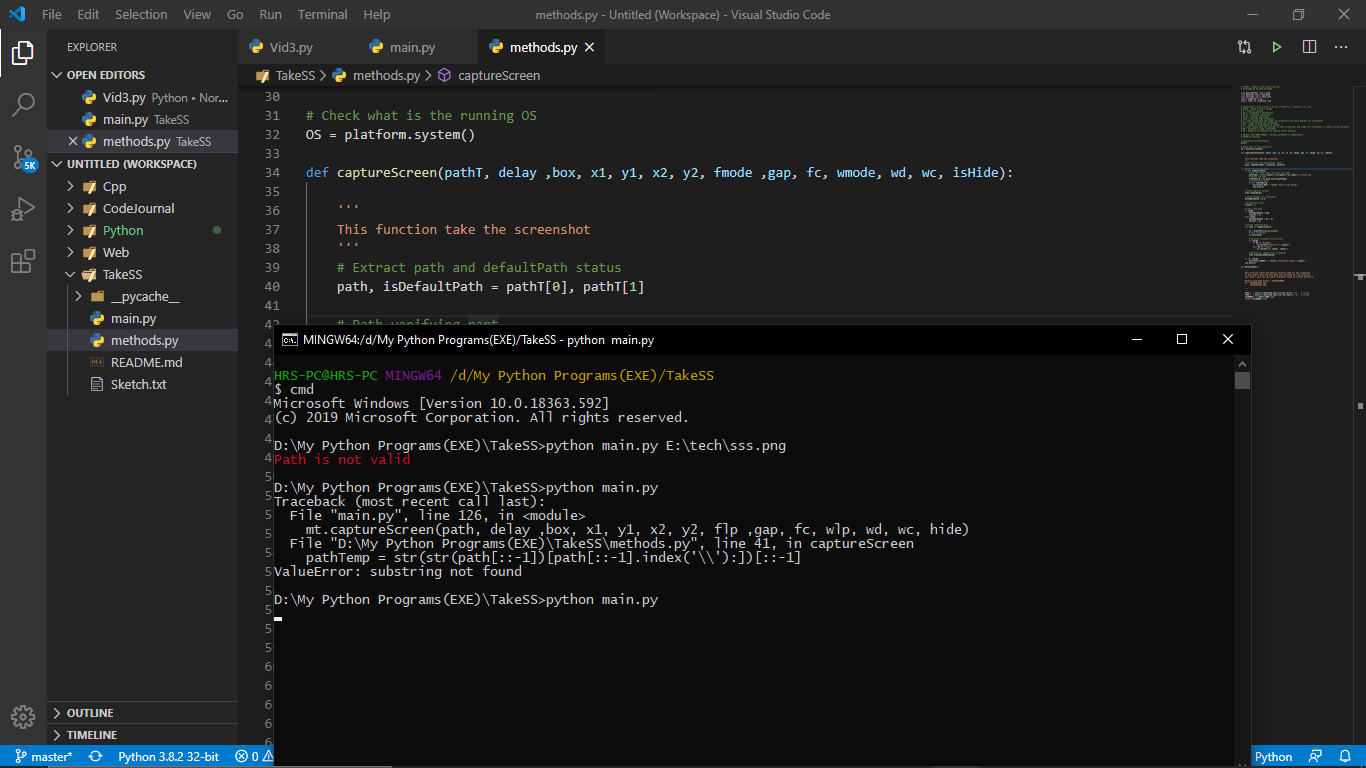 File Edit Selection View Go Run Terminal Help
methods.py - Untitled (Workspace) - Visual Studio Code
EXPLORER
OPEN EDITORS
Vid3.py Python • Nor...
main.py TakeSS
methods.py TakeSS
UNTITLED (WORKSPACE)
Cpp
CodeJournal
Python
Web
TakeSS
__pycache__
main.py
methods.py
README.md
Sketch.txt
OUTLINE
TIMELINE
5K
Vid3.py main.py methods.py
TakeSS > methods.py > captureScreen
30
31 # Check what is the running OS
32 OS = platform.system()
33
34 def captureScreen(pathT, delay ,box, x1, y1, x2, y2, fmode ,gap, fc, wmode, wd, wc, isHide):
35
36 '''
37 This function take the screenshot
38 '''
39 # Extract path and defaultPath status
40 path, isDefaultPath = pathT[0], pathT[1]
41
# Path verifying part
MINGW64:/d/My Python Programs(EXE)/TakeSS - python main.py
HRS-PC@HRS-PC MINGW64 /d/My Python Programs(EXE)/TakeSS
$ cmd
Microsoft Windows [Version 10.0.18363.592]
(c) 2019 Microsoft Corporation. All rights reserved.
D:\My Python Programs(EXE)\TakeSS>python main.py E:\tech\sss.png
Path is not valid
D:\My Python Programs(EXE)\TakeSS>python main.py
Traceback (most recent call last):
File "main.py", line 126, in <module>
mt.captureScreen(path, delay ,box, x1, y1, x2, y2, flp ,gap, fc, wlp, wd, wc, hide)
File "D:\My Python Programs(EXE)\TakeSS\methods.py", line 41, in captureScreen
pathTemp = str(str(path[::-1])[path[::-1].index('\\'):])[::-1]
ValueError: substring not found
D:\My Python Programs(EXE)\TakeSS>python main.py
master* Python 3.8.2 32-bit 0
Python